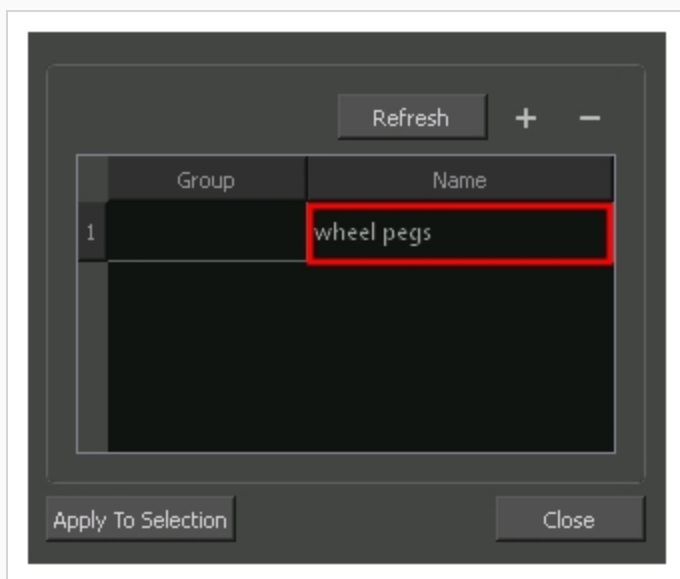 Refresh + −
Group Name
1 wheel pegs
Apply To Selection Close